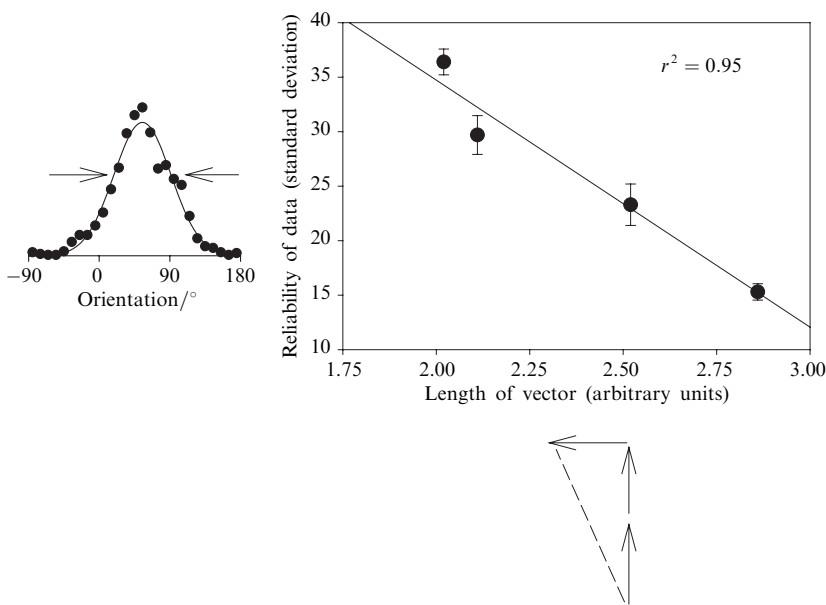 −90 0 90 180
Orientation/°
Reliability of data (standard deviation)
40
35
30
25
20
15
10
r² = 0.95
1.75 2.00 2.25 2.50 2.75 3.00
Length of vector (arbitrary units)